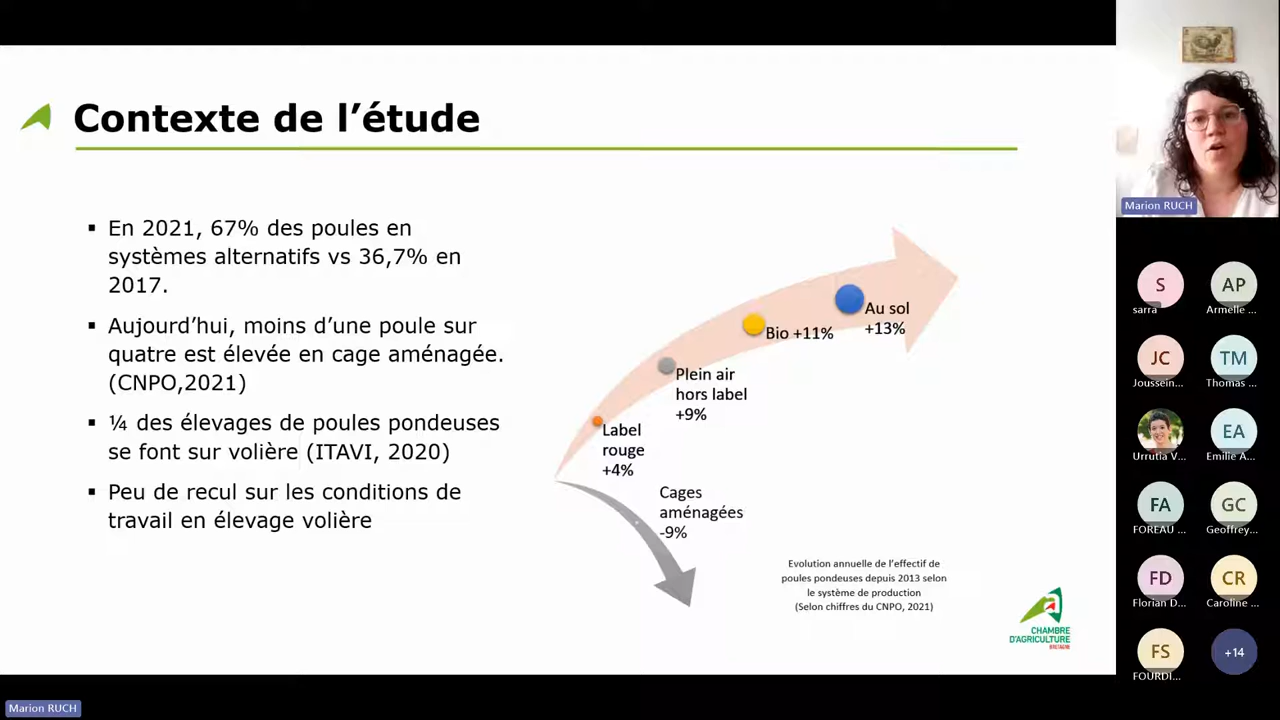 Contexte de l'étude
▪ En 2021, 67% des poules en
systèmes alternatifs vs 36,7% en
2017.
▪ Aujourd'hui, moins d'une poule sur
quatre est élevée en cage aménagée.
(CNPO,2021)
▪ ¼ des élevages de poules pondeuses
se font sur volière (ITAVI, 2020)
▪ Peu de recul sur les conditions de
travail en élevage volière
Au sol
+13%
Bio +11%
Plein air
hors label
+9%
Label
rouge
+4%
Cages
aménagées
-9%
Evolution annuelle de l'effectif de
poules pondeuses depuis 2013 selon
le système de production
(Selon chiffres du CNPO, 2021)
CHAMBRE
D'AGRICULTURE
BRETAGNE
Marion RUCH
S
sarra
AP
Armelle ...
JC
Joussein...
TM
Thomas ...
Urrutia V...
EA
Emilie A...
FA
FOREAU ...
GC
Geoffrey...
FD
Florian D...
CR
Caroline ...
FS
FOURDI...
+14
Marion RUCH